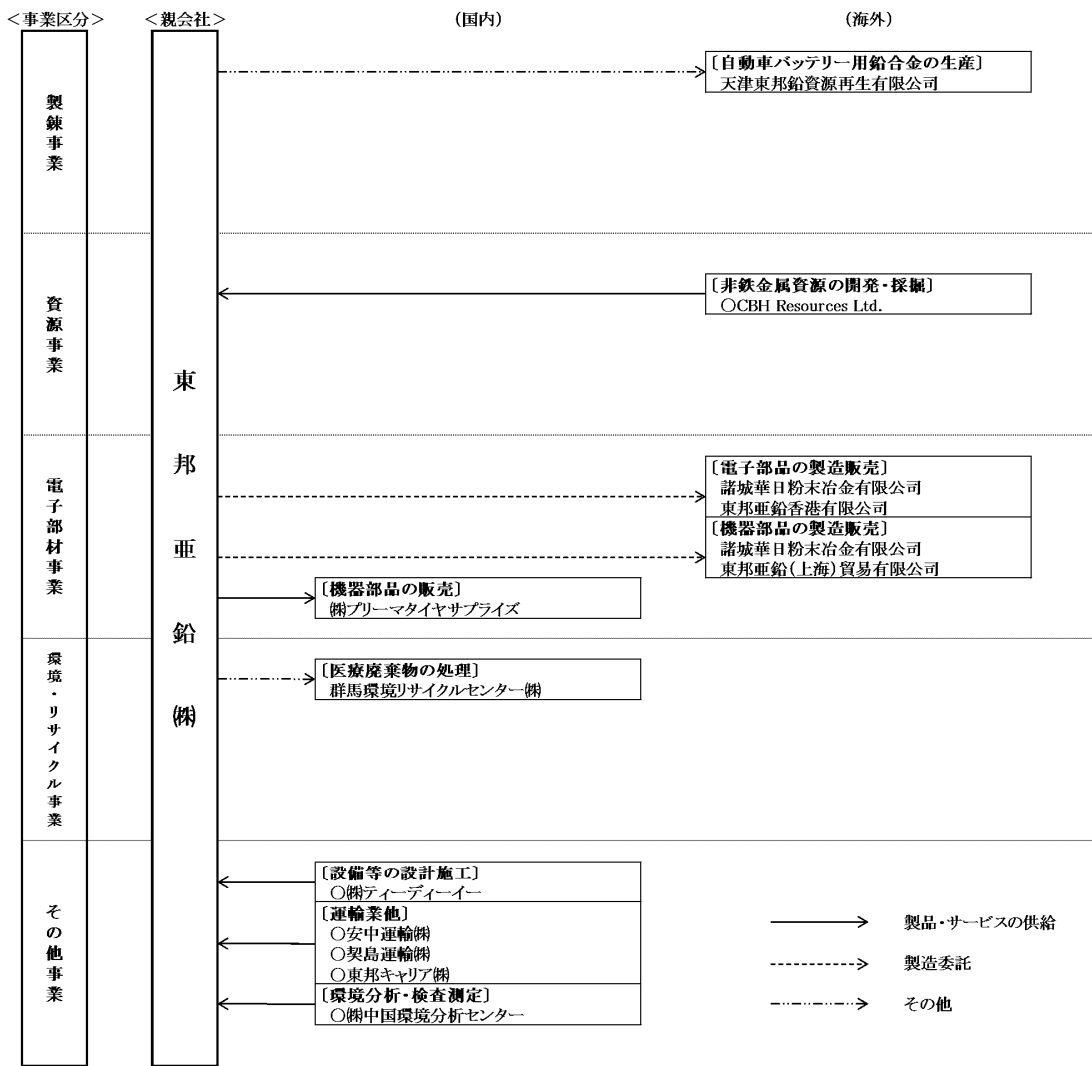 ＜事業区分＞ ＜親会社＞ （国内） （海外）
製錬事業
〔自動車バッテリー用鉛合金の生産〕
天津東邦鉛資源再生有限公司
資源事業
〔非鉄金属資源の開発・採掘〕
○CBH Resources Ltd.
東邦亜鉛㈱
電子部材事業
〔電子部品の製造販売〕
諸城華日粉末冶金有限公司
東邦亜鉛香港有限公司
〔機器部品の製造販売〕
諸城華日粉末冶金有限公司
東邦亜鉛（上海）貿易有限公司
〔機器部品の販売〕
㈱プリーマタイヤサプライズ
環境・リサイクル事業
〔医療廃棄物の処理〕
群馬環境リサイクルセンター㈱
その他事業
〔設備等の設計施工〕
○㈱ティーディーイー
〔運輸業他〕
○安中運輸㈱
○契島運輸㈱
○東邦キャリア㈱
〔環境分析・検査測定〕
○㈱中国環境分析センター
製品・サービスの供給
製造委託
その他